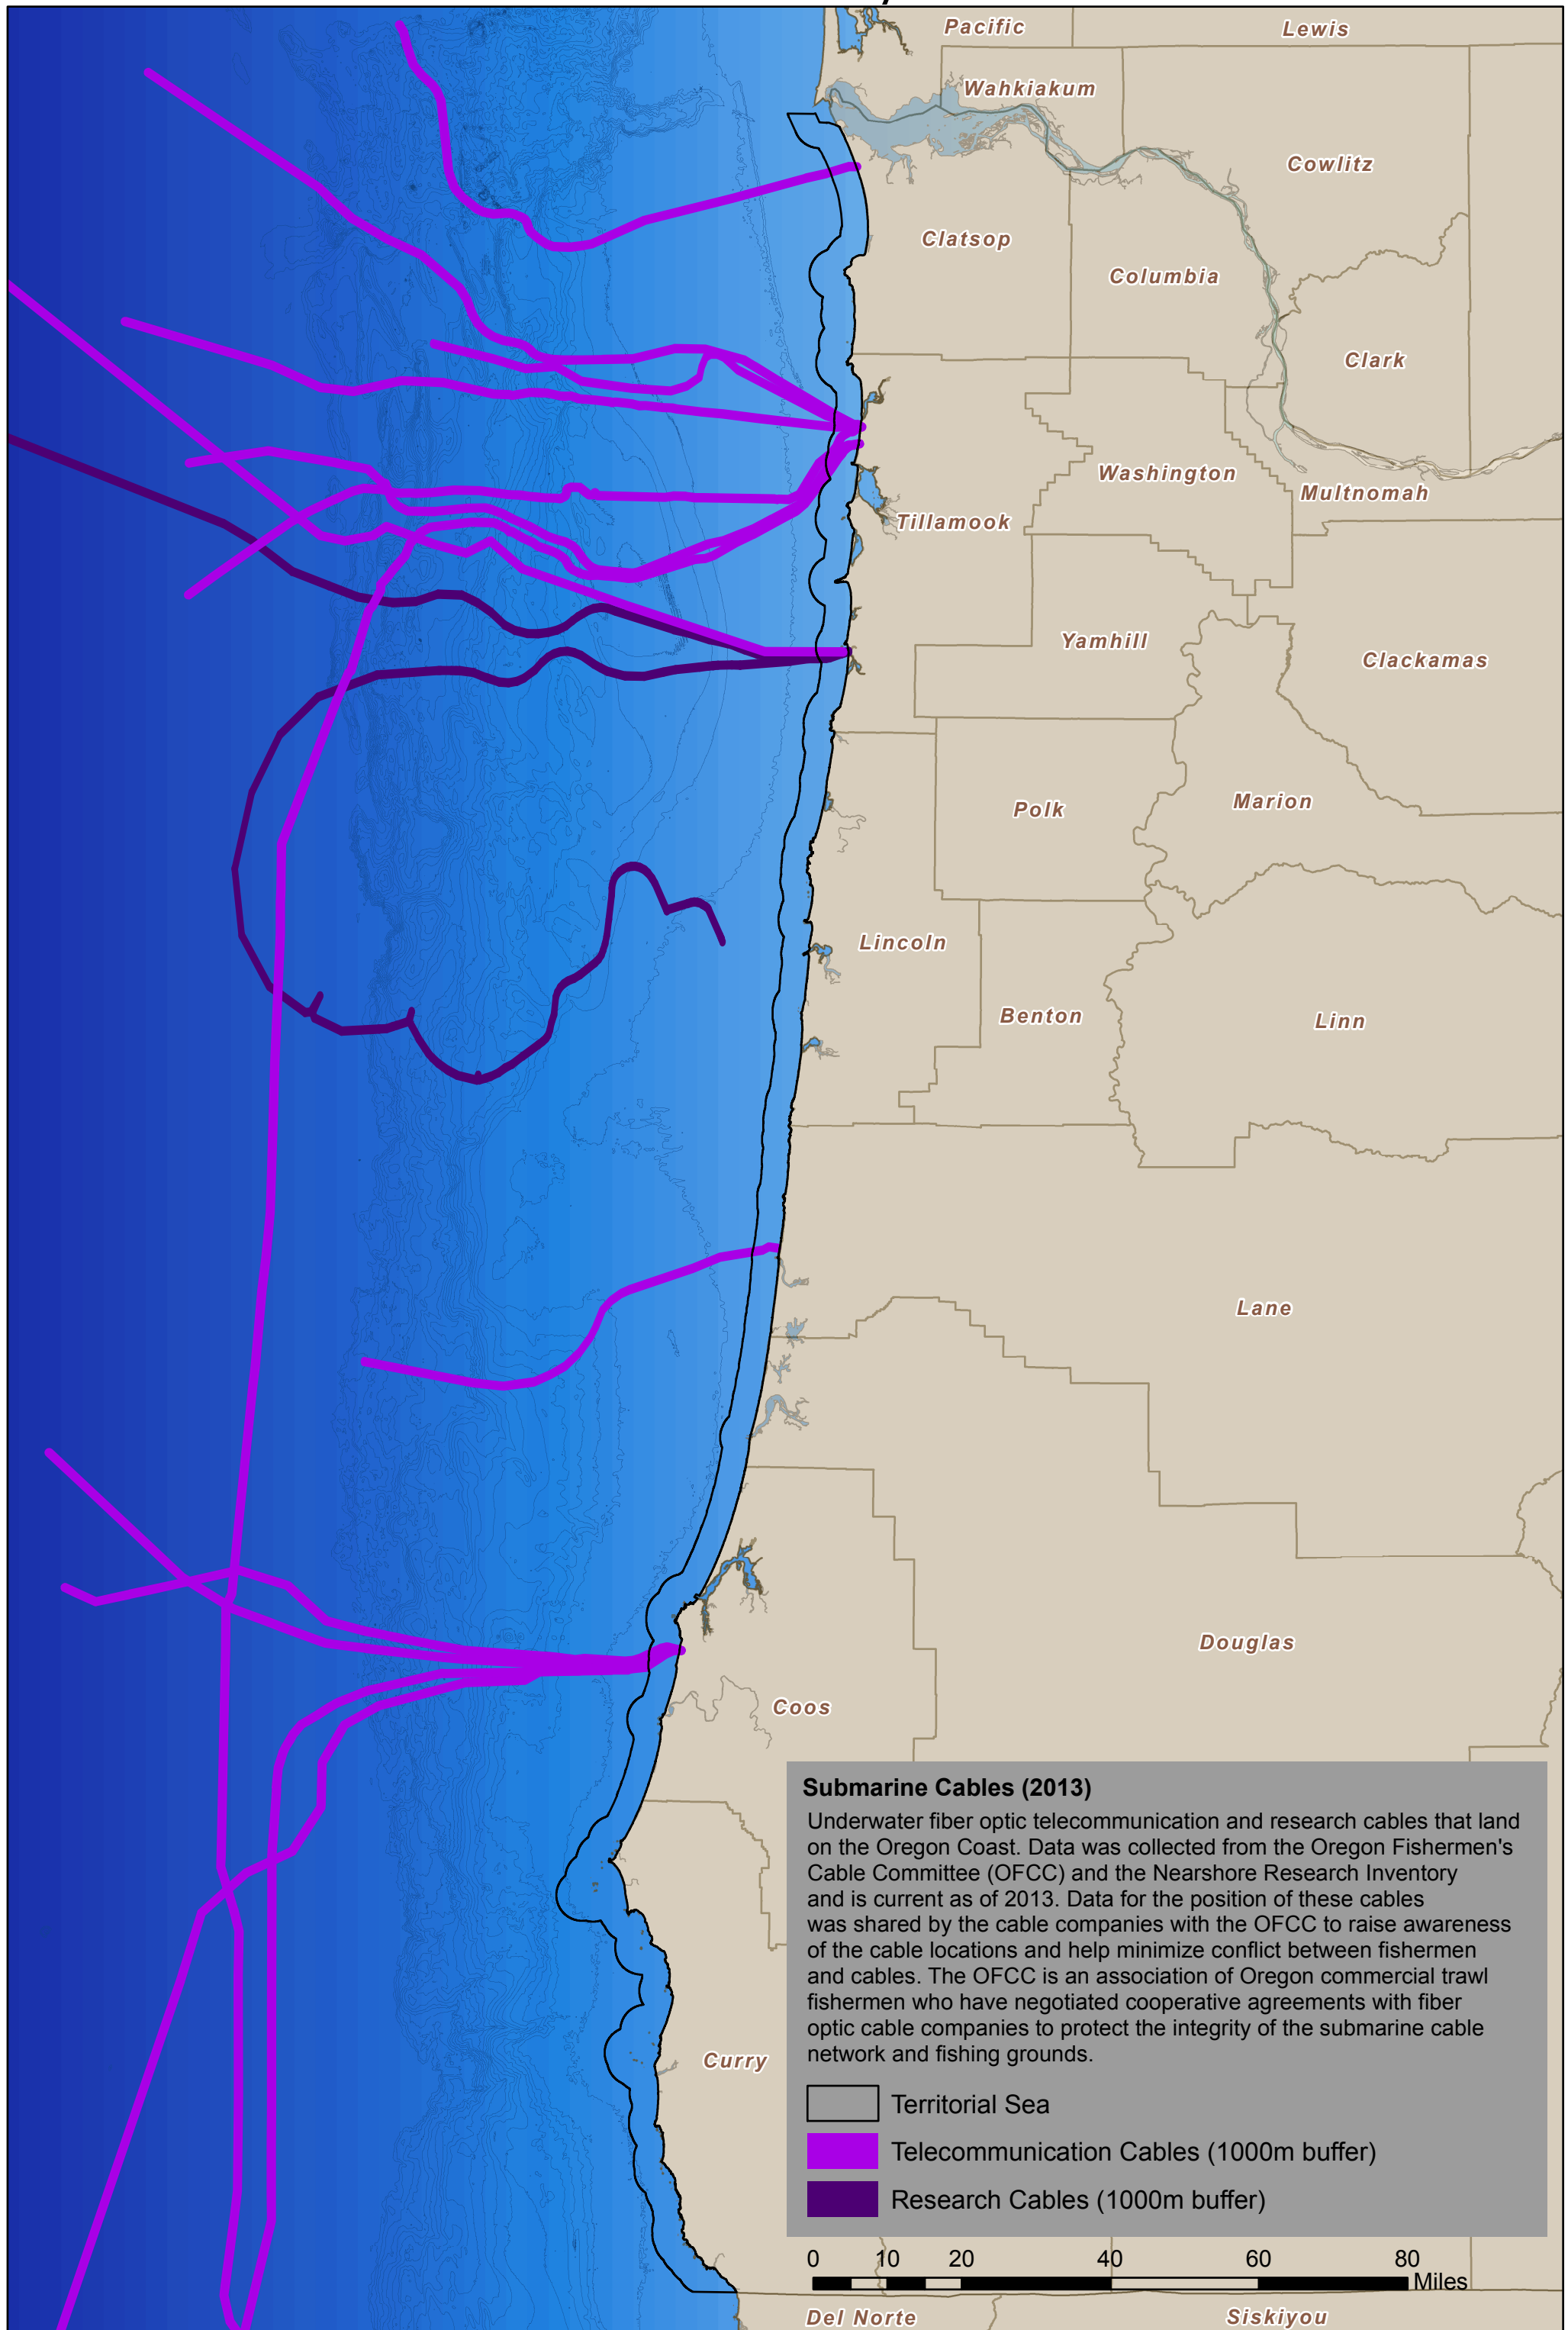 Pacific
Lewis
Wahkiakum
Cowlitz
Clatsop
Columbia
Clark
Washington
Multnomah
Tillamook
Yamhill
Clackamas
Polk
Marion
Lincoln
Benton
Linn
Lane
Douglas
Coos
Curry
Submarine Cables (2013)
Underwater fiber optic telecommunication and research cables that land
on the Oregon Coast. Data was collected from the Oregon Fishermen's
Cable Committee (OFCC) and the Nearshore Research Inventory
and is current as of 2013. Data for the position of these cables
was shared by the cable companies with the OFCC to raise awareness
of the cable locations and help minimize conflict between fishermen
and cables. The OFCC is an association of Oregon commercial trawl
fishermen who have negotiated cooperative agreements with fiber
optic cable companies to protect the integrity of the submarine cable
network and fishing grounds.
Territorial Sea
Telecommunication Cables (1000m buffer)
Research Cables (1000m buffer)
0 10 20 40 60 80
Miles
Del Norte
Siskiyou